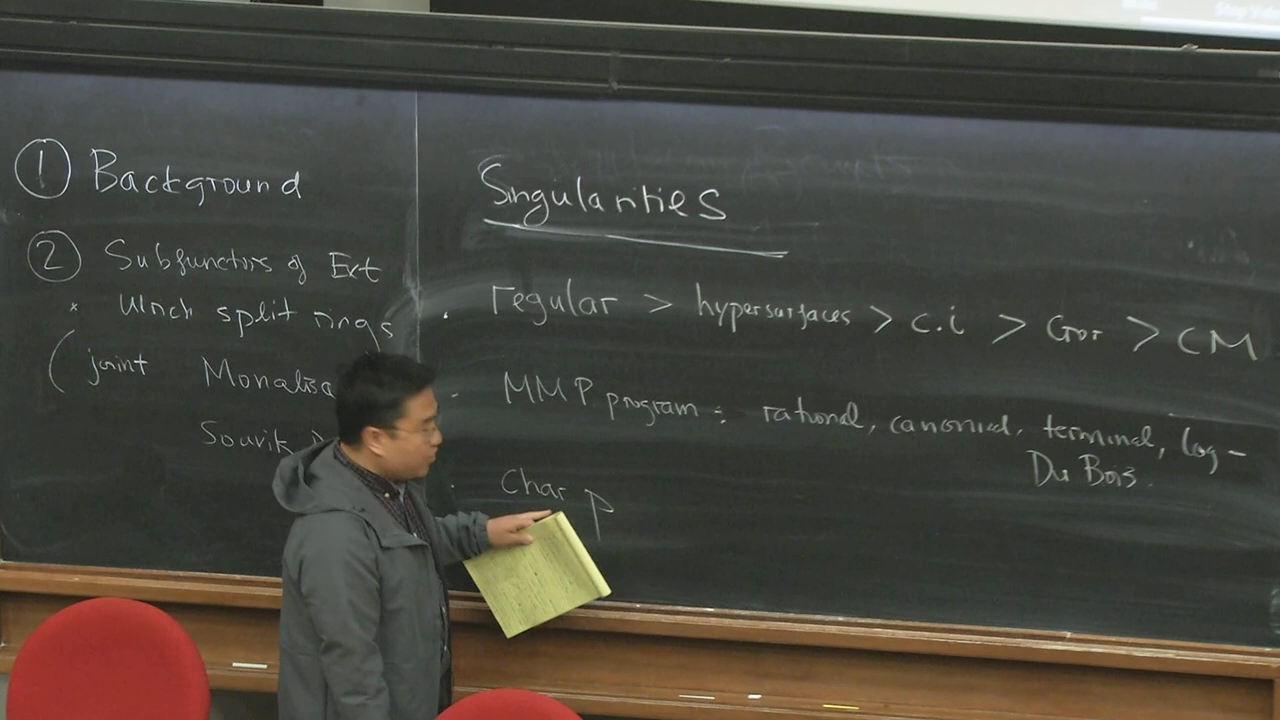 ① Background
② Subfunctors of Ext
* Ulrich split rings
(joint Monalisa
Souvik
Singularities
· regular > hypersurfaces > c.i > Gor > CM
· MMP program : rational, canonical, terminal, log-
Du Bois.
· Char p